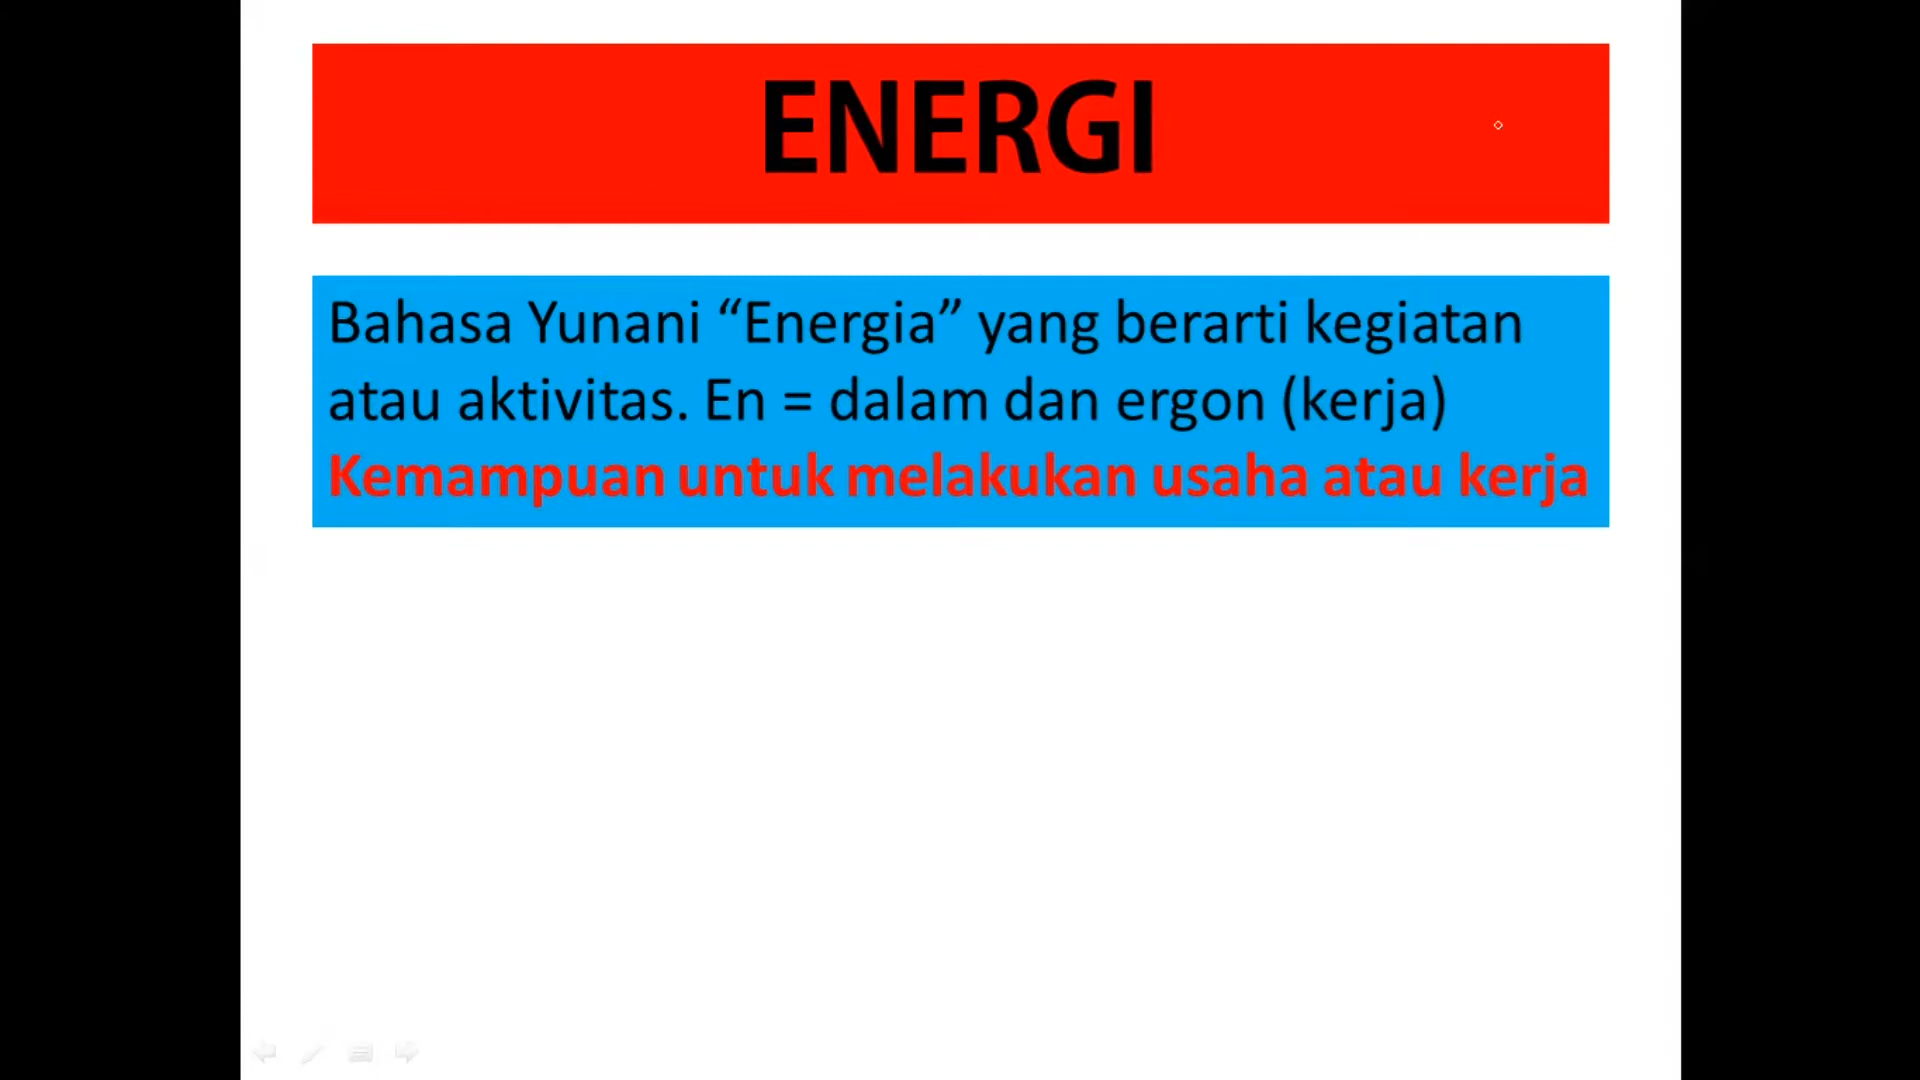 ENERGI
Bahasa Yunani “Energia” yang berarti kegiatan
atau aktivitas. En = dalam dan ergon (kerja)
Kemampuan untuk melakukan usaha atau kerja